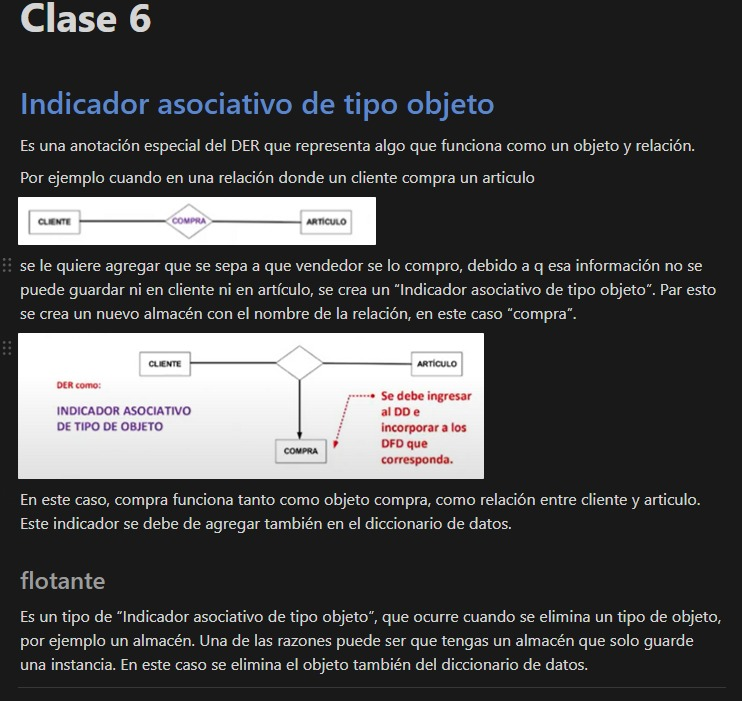 Clase 6
Indicador asociativo de tipo objeto
Es una anotación especial del DER que representa algo que funciona como un objeto y relación.
Por ejemplo cuando en una relación donde un cliente compra un articulo
CLIENTE COMPRA ARTÍCULO
se le quiere agregar que se sepa a que vendedor se lo compro, debido a q esa información no se
puede guardar ni en cliente ni en artículo, se crea un “Indicador asociativo de tipo objeto”. Par esto
se crea un nuevo almacén con el nombre de la relación, en este caso “compra”.
CLIENTE ARTÍCULO
DER como:
INDICADOR ASOCIATIVO
DE TIPO DE OBJETO
Se debe ingresar
al DD e
incorporar a los
DFD que
corresponda.
COMPRA
En este caso, compra funciona tanto como objeto compra, como relación entre cliente y articulo.
Este indicador se debe de agregar también en el diccionario de datos.
flotante
Es un tipo de “Indicador asociativo de tipo objeto”, que ocurre cuando se elimina un tipo de objeto,
por ejemplo un almacén. Una de las razones puede ser que tengas un almacén que solo guarde
una instancia. En este caso se elimina el objeto también del diccionario de datos.